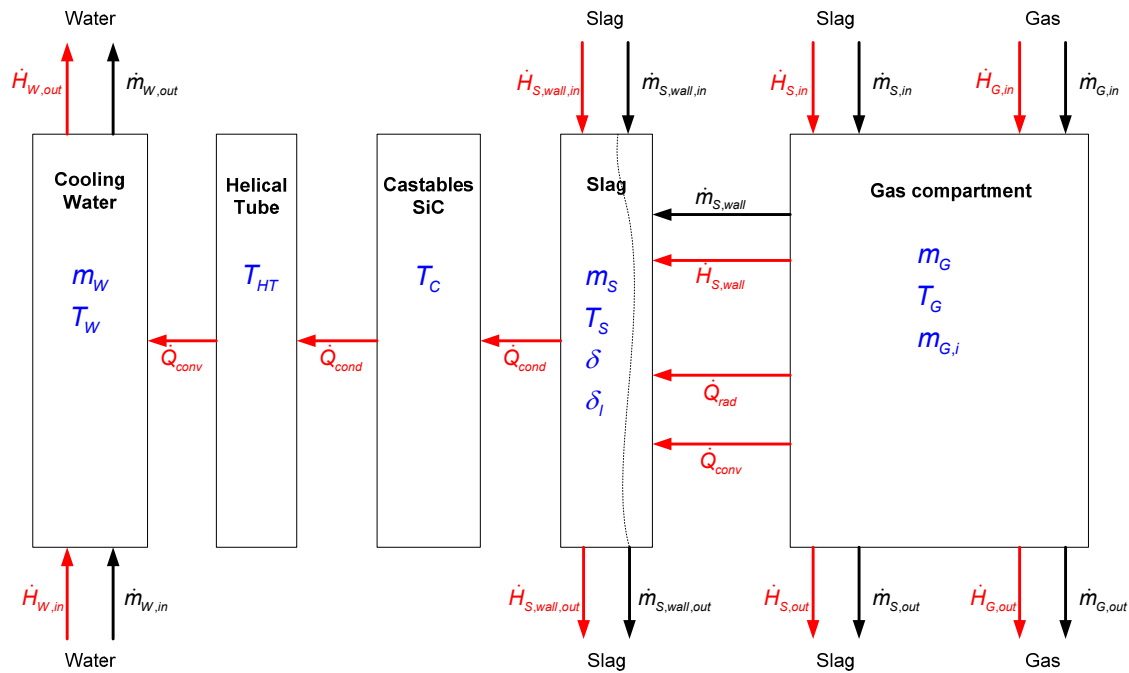 Water
Slag
Slag
Gas
Ḣ_W,out
ṁ_W,out
Ḣ_S,wall,in
ṁ_S,wall,in
Ḣ_S,in
ṁ_S,in
Ḣ_G,in
ṁ_G,in
Cooling
Water
m_W
T_W
Helical
Tube
T_HT
Castables
SiC
T_C
Slag
m_S
T_S
δ
δ_l
Gas compartment
m_G
T_G
m_G,i
ṁ_S,wall
Ḣ_S,wall
Q̇_conv
Q̇_cond
Q̇_cond
Q̇_rad
Q̇_conv
Ḣ_W,in
ṁ_W,in
Ḣ_S,wall,out
ṁ_S,wall,out
Ḣ_S,out
ṁ_S,out
Ḣ_G,out
ṁ_G,out
Water
Slag
Slag
Gas